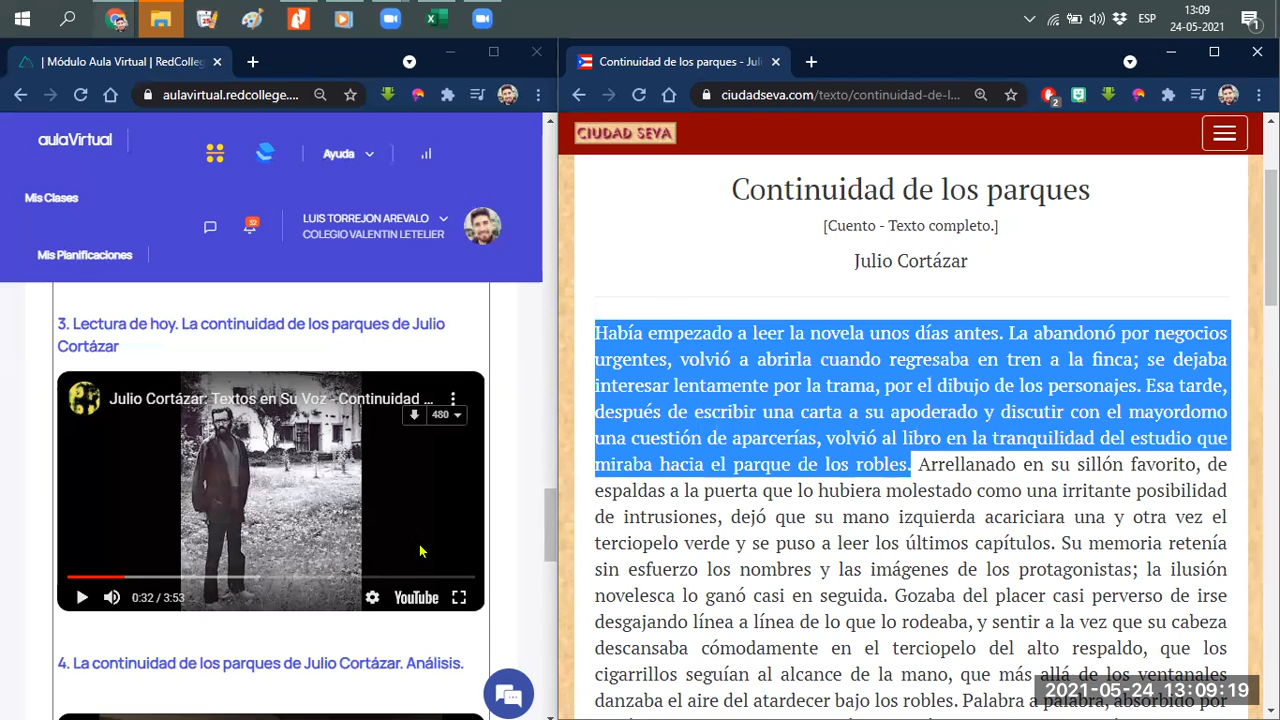 13:09
ESP
24-05-2021
1
| Módulo Aula Virtual | RedColleg
Continuidad de los parques - Juli
aulavirtual.redcollege....
ciudadseva.com/texto/continuidad-de-l...
2
aulaVirtual
Ayuda
Mis Clases
52
LUIS TORREJON AREVALO
COLEGIO VALENTIN LETELIER
Mis Planificaciones
3. Lectura de hoy. La continuidad de los parques de Julio
Cortázar
Julio Cortázar: Textos en Su Voz - Continuidad ...
480
0:32 / 3:53
YouTube
4. La continuidad de los parques de Julio Cortázar. Análisis.
CIUDAD SEVA
Continuidad de los parques
[Cuento - Texto completo.]
Julio Cortázar
Había empezado a leer la novela unos días antes. La abandonó por negocios
urgentes, volvió a abrirla cuando regresaba en tren a la finca; se dejaba
interesar lentamente por la trama, por el dibujo de los personajes. Esa tarde,
después de escribir una carta a su apoderado y discutir con el mayordomo
una cuestión de aparcerías, volvió al libro en la tranquilidad del estudio que
miraba hacia el parque de los robles. Arrellanado en su sillón favorito, de
espaldas a la puerta que lo hubiera molestado como una irritante posibilidad
de intrusiones, dejó que su mano izquierda acariciara una y otra vez el
terciopelo verde y se puso a leer los últimos capítulos. Su memoria retenía
sin esfuerzo los nombres y las imágenes de los protagonistas; la ilusión
novelesca lo ganó casi en seguida. Gozaba del placer casi perverso de irse
desgajando línea a línea de lo que lo rodeaba, y sentir a la vez que su cabeza
descansaba cómodamente en el terciopelo del alto respaldo, que los
cigarrillos seguían al alcance de la mano, que más allá de los ventanales
danzaba el aire del atardecer bajo los robles. Palabra a palabra, absorbido por
2021-05-24 13:09:19